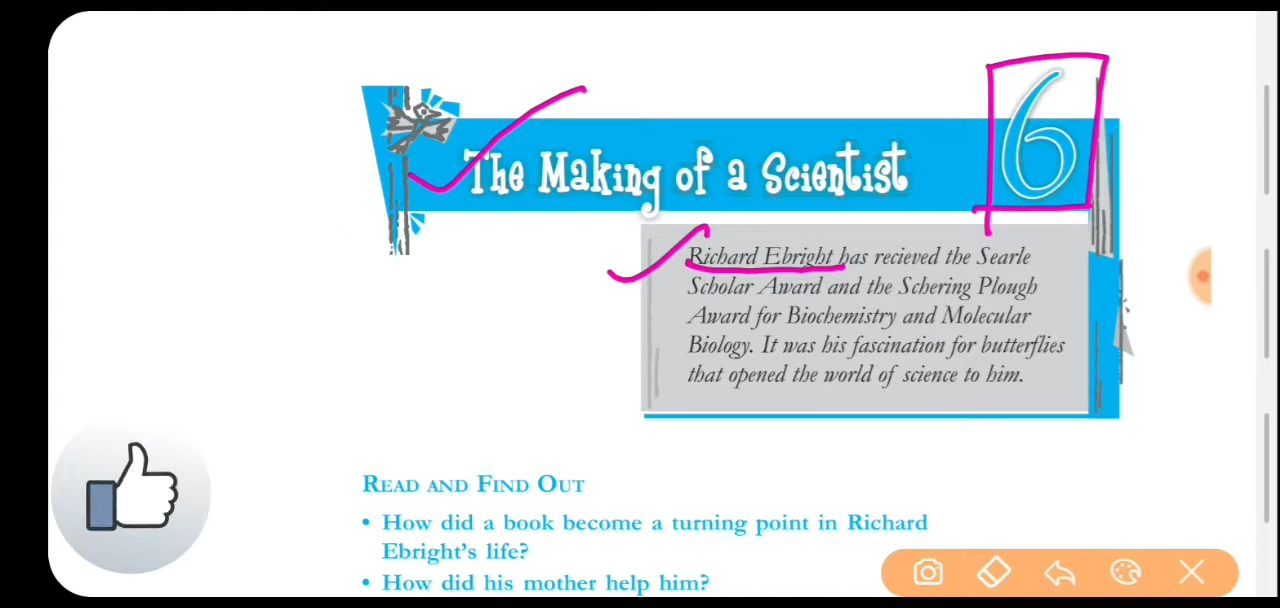 The Making of a Scientist
6
Richard Ebright has recieved the Searle
Scholar Award and the Schering Plough
Award for Biochemistry and Molecular
Biology. It was his fascination for butterflies
that opened the world of science to him.
READ AND FIND OUT
• How did a book become a turning point in Richard
Ebright's life?
• How did his mother help him?